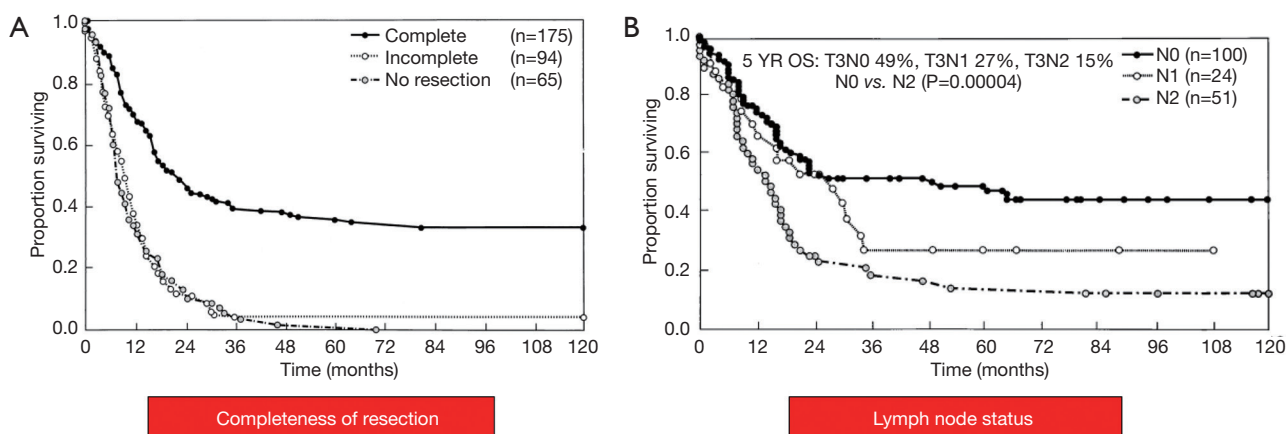 A
Proportion surviving
1.0
0.8
0.6
0.4
0.2
0.0
Complete (n=175)
Incomplete (n=94)
No resection (n=65)
0 12 24 36 48 60 72 84 96 108 120
Time (months)
Completeness of resection
B
Proportion surviving
1.0
0.8
0.6
0.4
0.2
0.0
5 YR OS: T3N0 49%, T3N1 27%, T3N2 15%
N0 vs. N2 (P=0.00004)
N0 (n=100)
N1 (n=24)
N2 (n=51)
0 12 24 36 48 60 72 84 96 108 120
Time (months)
Lymph node status